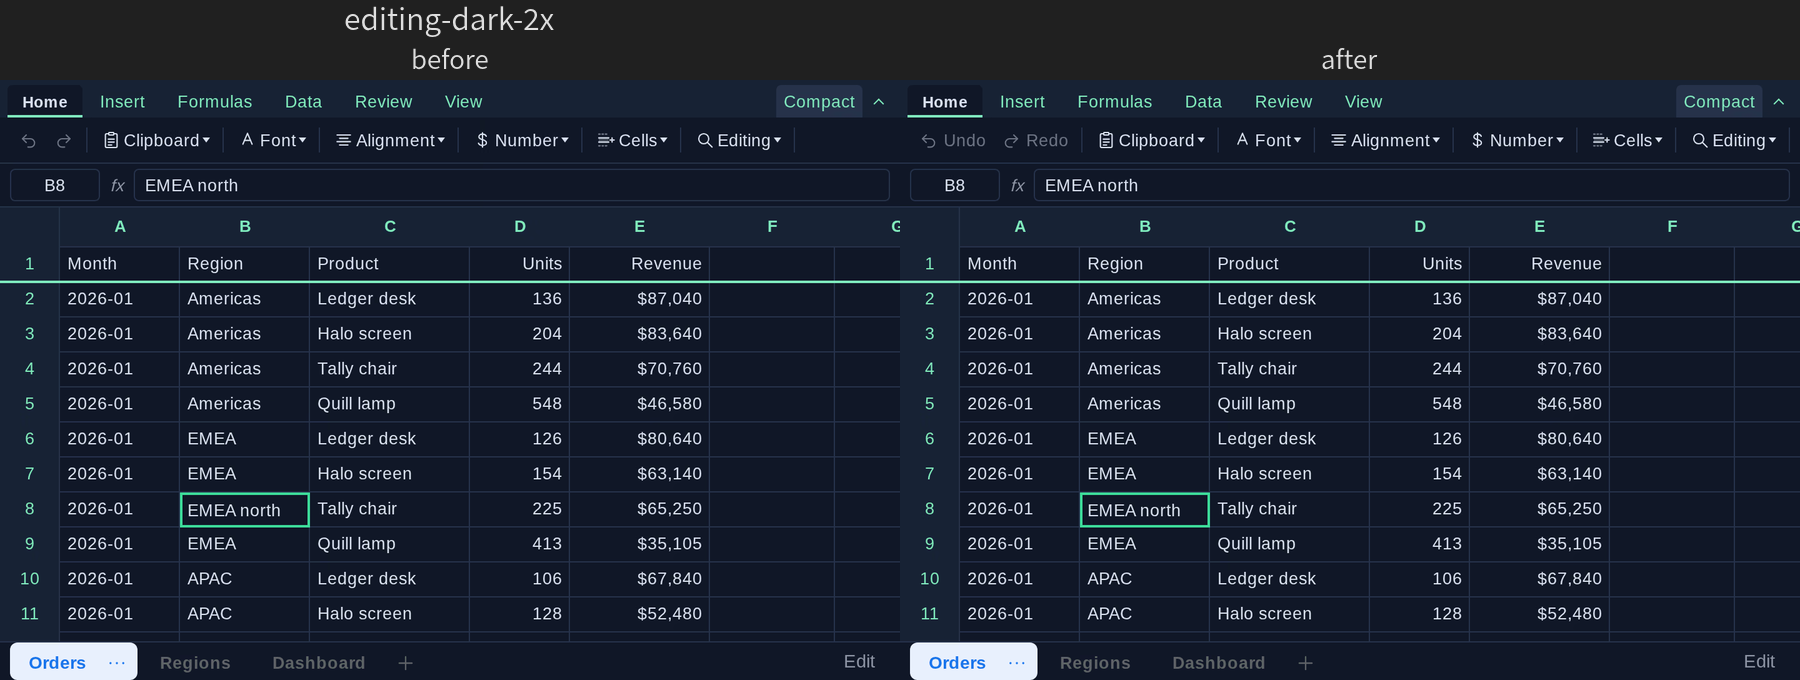 editing-dark-2x
before after
Home Insert Formulas Data Review View Compact Home Insert Formulas Data Review View Compact
Clipboard A Font Alignment $ Number Cells Editing Undo Redo Clipboard A Font Alignment $ Number Cells Editing
B8 fx EMEA north B8 fx EMEA north
A B C D E F G A B C D E F G
1 Month Region Product Units Revenue 1 Month Region Product Units Revenue
2 2026-01 Americas Ledger desk 136 $87,040 2 2026-01 Americas Ledger desk 136 $87,040
3 2026-01 Americas Halo screen 204 $83,640 3 2026-01 Americas Halo screen 204 $83,640
4 2026-01 Americas Tally chair 244 $70,760 4 2026-01 Americas Tally chair 244 $70,760
5 2026-01 Americas Quill lamp 548 $46,580 5 2026-01 Americas Quill lamp 548 $46,580
6 2026-01 EMEA Ledger desk 126 $80,640 6 2026-01 EMEA Ledger desk 126 $80,640
7 2026-01 EMEA Halo screen 154 $63,140 7 2026-01 EMEA Halo screen 154 $63,140
8 2026-01 EMEA north Tally chair 225 $65,250 8 2026-01 EMEA north Tally chair 225 $65,250
9 2026-01 EMEA Quill lamp 413 $35,105 9 2026-01 EMEA Quill lamp 413 $35,105
10 2026-01 APAC Ledger desk 106 $67,840 10 2026-01 APAC Ledger desk 106 $67,840
11 2026-01 APAC Halo screen 128 $52,480 11 2026-01 APAC Halo screen 128 $52,480
Orders ... Regions Dashboard + Edit Orders ... Regions Dashboard + Edit